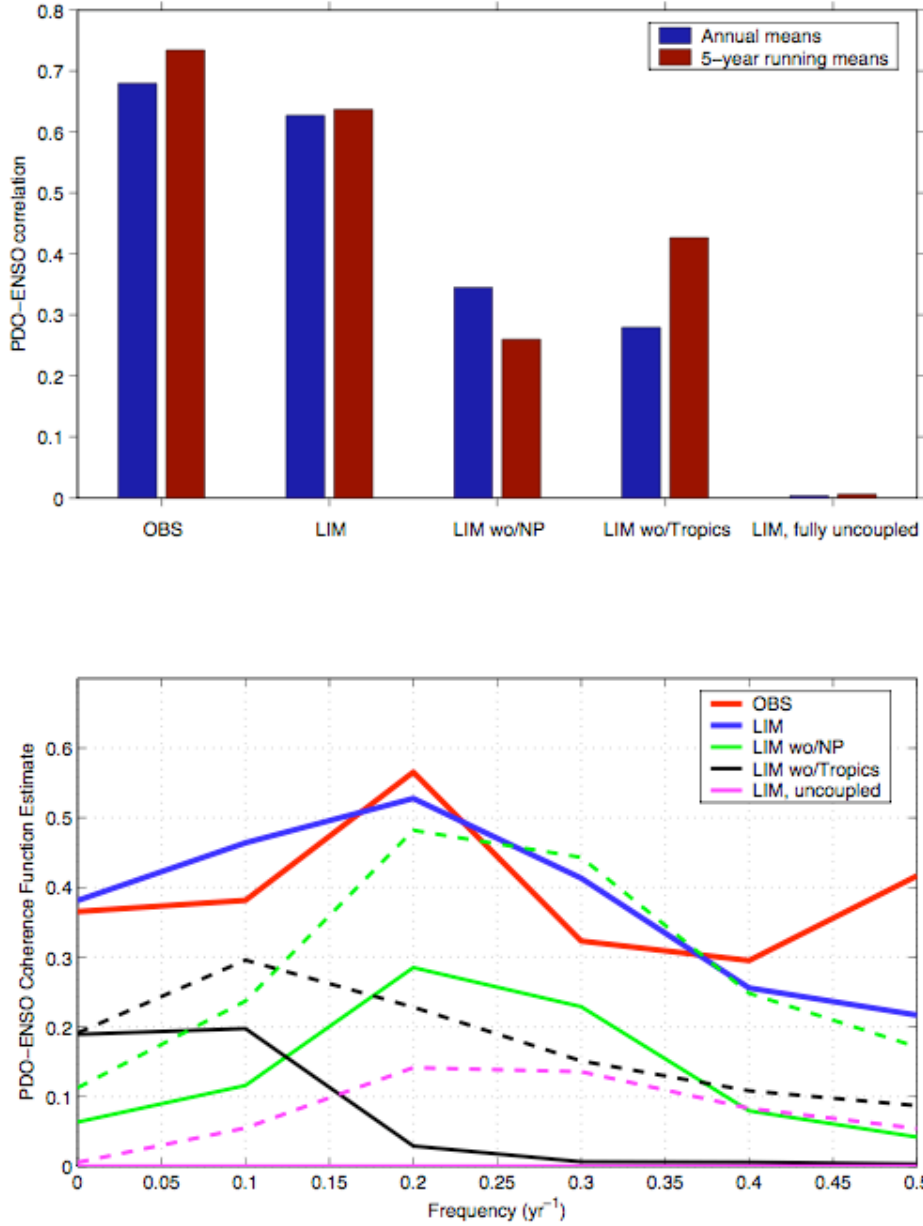 0.8
0.7
0.6
0.5
0.4
0.3
0.2
0.1
0
PDO−ENSO correlation
Annual means
5−year running means
OBS LIM LIM wo/NP LIM wo/Tropics LIM, fully uncoupled
0.6
0.5
0.4
0.3
0.2
0.1
0
PDO−ENSO Coherence Function Estimate
OBS
LIM
LIM wo/NP
LIM wo/Tropics
LIM, uncoupled
0 0.05 0.1 0.15 0.2 0.25 0.3 0.35 0.4 0.45 0.5
Frequency (yr⁻¹)